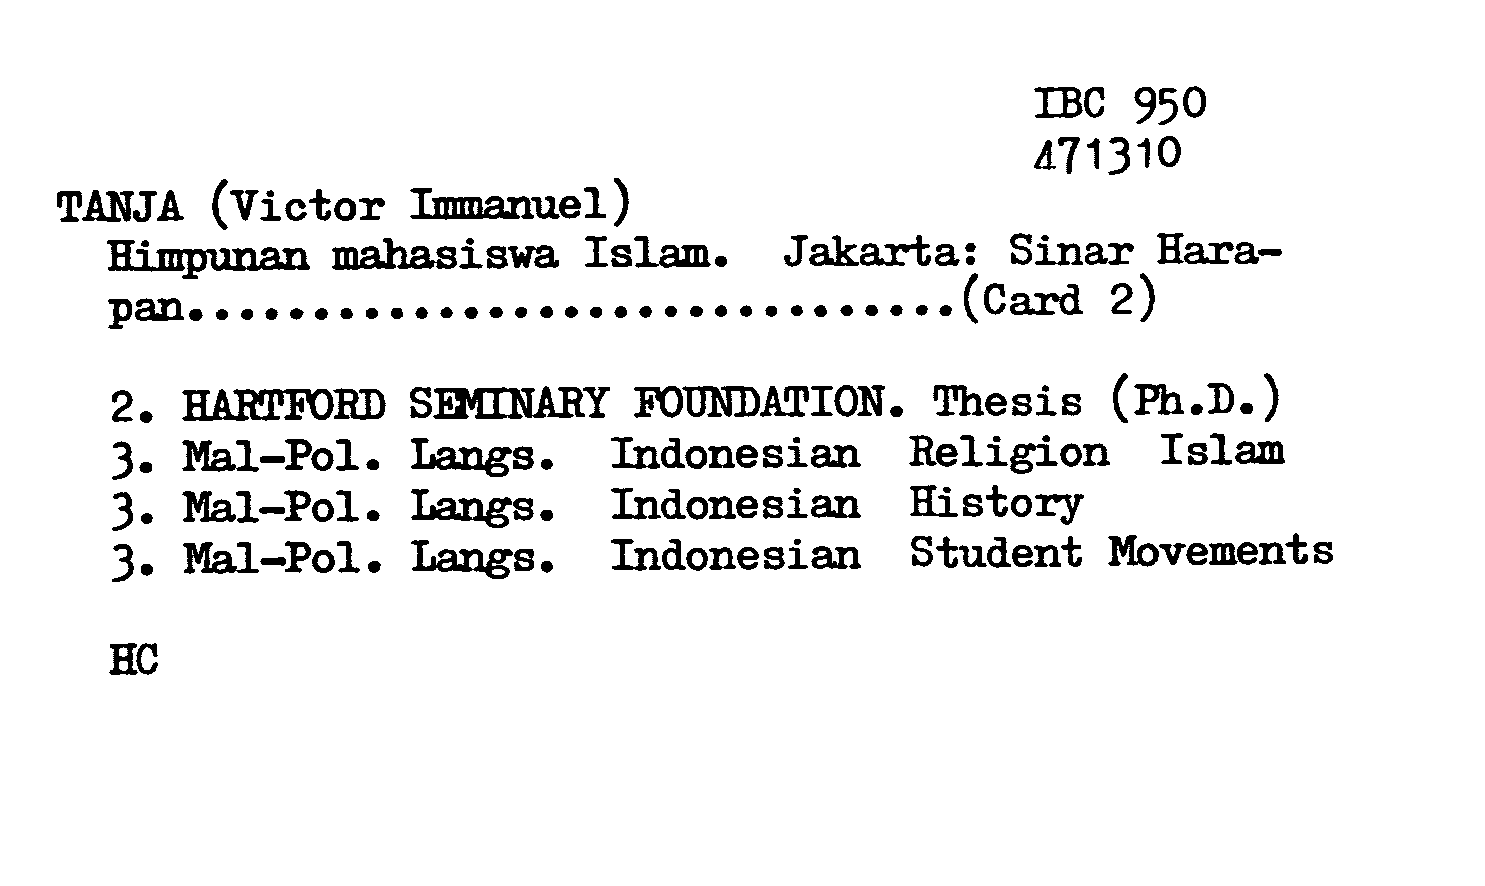 IBC 950
471310
TANJA (Victor Immanuel)
Himpunan mahasiswa Islam. Jakarta: Sinar Hara-
pan...............................(Card 2)
2. HARTFORD SEMINARY FOUNDATION. Thesis (Ph.D.)
3. Mal-Pol. Langs. Indonesian Religion Islam
3. Mal-Pol. Langs. Indonesian History
3. Mal-Pol. Langs. Indonesian Student Movements
HC